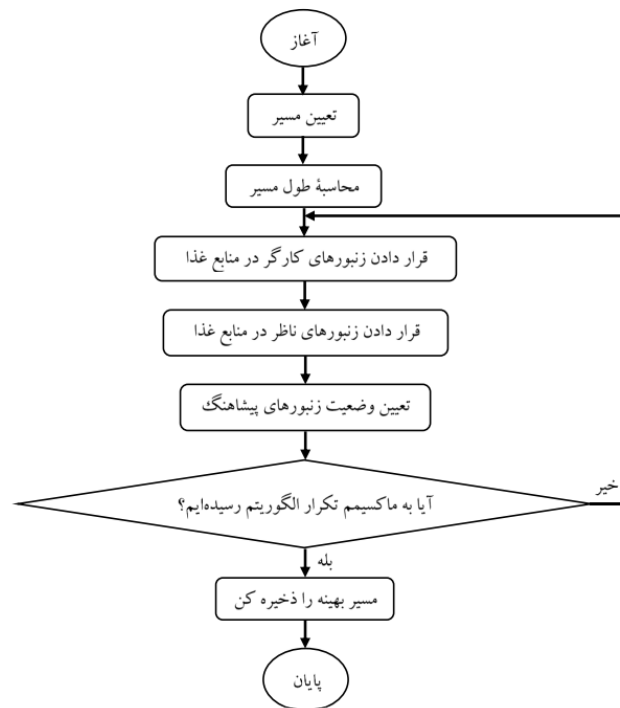 آغاز
تعیین مسیر
محاسبهٔ طول مسیر
قرار دادن زنبورهای کارگر در منابع غذا
قرار دادن زنبورهای ناظر در منابع غذا
تعیین وضعیت زنبورهای پیشاهنگ
آیا به ماکسیمم تکرار الگوریتم رسیده‌ایم؟
خیر
بله
مسیر بهینه را ذخیره کن
پایان